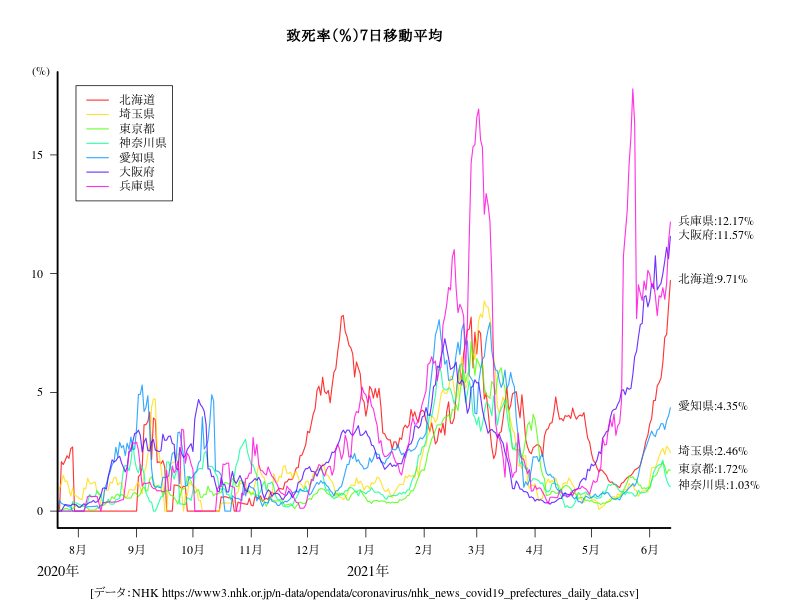 致死率(%)7日移動平均
(%)
北海道
埼玉県
東京都
神奈川県
愛知県
大阪府
兵庫県
15
10
5
0
兵庫県:12.17%
大阪府:11.57%
北海道:9.71%
愛知県:4.35%
埼玉県:2.46%
東京都:1.72%
神奈川県:1.03%
8月 9月 10月 11月 12月 1月 2月 3月 4月 5月 6月
2020年 2021年
[データ:NHK https://www3.nhk.or.jp/n-data/opendata/coronavirus/nhk_news_covid19_prefectures_daily_data.csv]